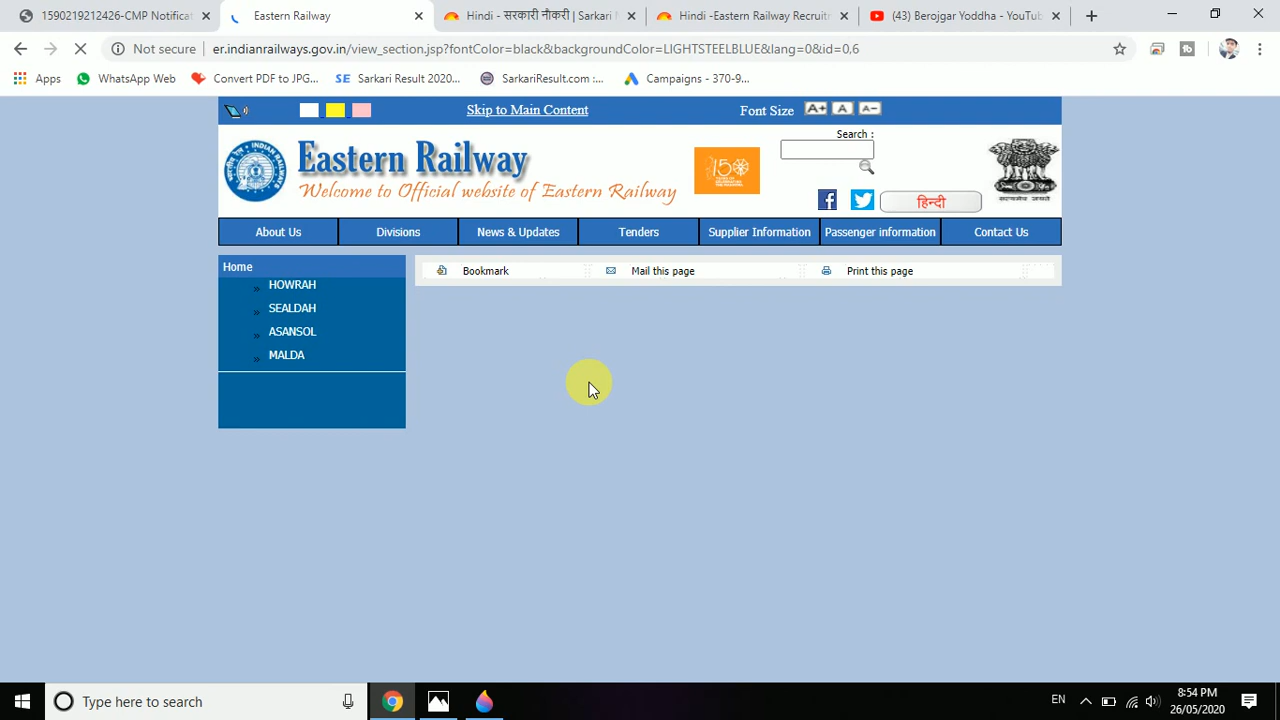 1590219212426-CMP Notificat
Eastern Railway
Hindi - सरकारी नौकरी | Sarkari
Hindi -Eastern Railway Recruitm
(43) Berojgar Yoddha - YouTub
Not secure er.indianrailways.gov.in/view_section.jsp?fontColor=black&backgroundColor=LIGHTSTEELBLUE&lang=0&id=0,6
Apps WhatsApp Web Convert PDF to JPG... SE Sarkari Result 2020... SarkariResult.com :... Campaigns - 370-9...
Skip to Main Content
Font Size A+ A A-
Search :
Eastern Railway
Welcome to Official website of Eastern Railway
150
हिन्दी
About Us Divisions News & Updates Tenders Supplier Information Passenger information Contact Us
Home
Bookmark Mail this page Print this page
HOWRAH
SEALDAH
ASANSOL
MALDA
Type here to search
EN
8:54 PM
26/05/2020